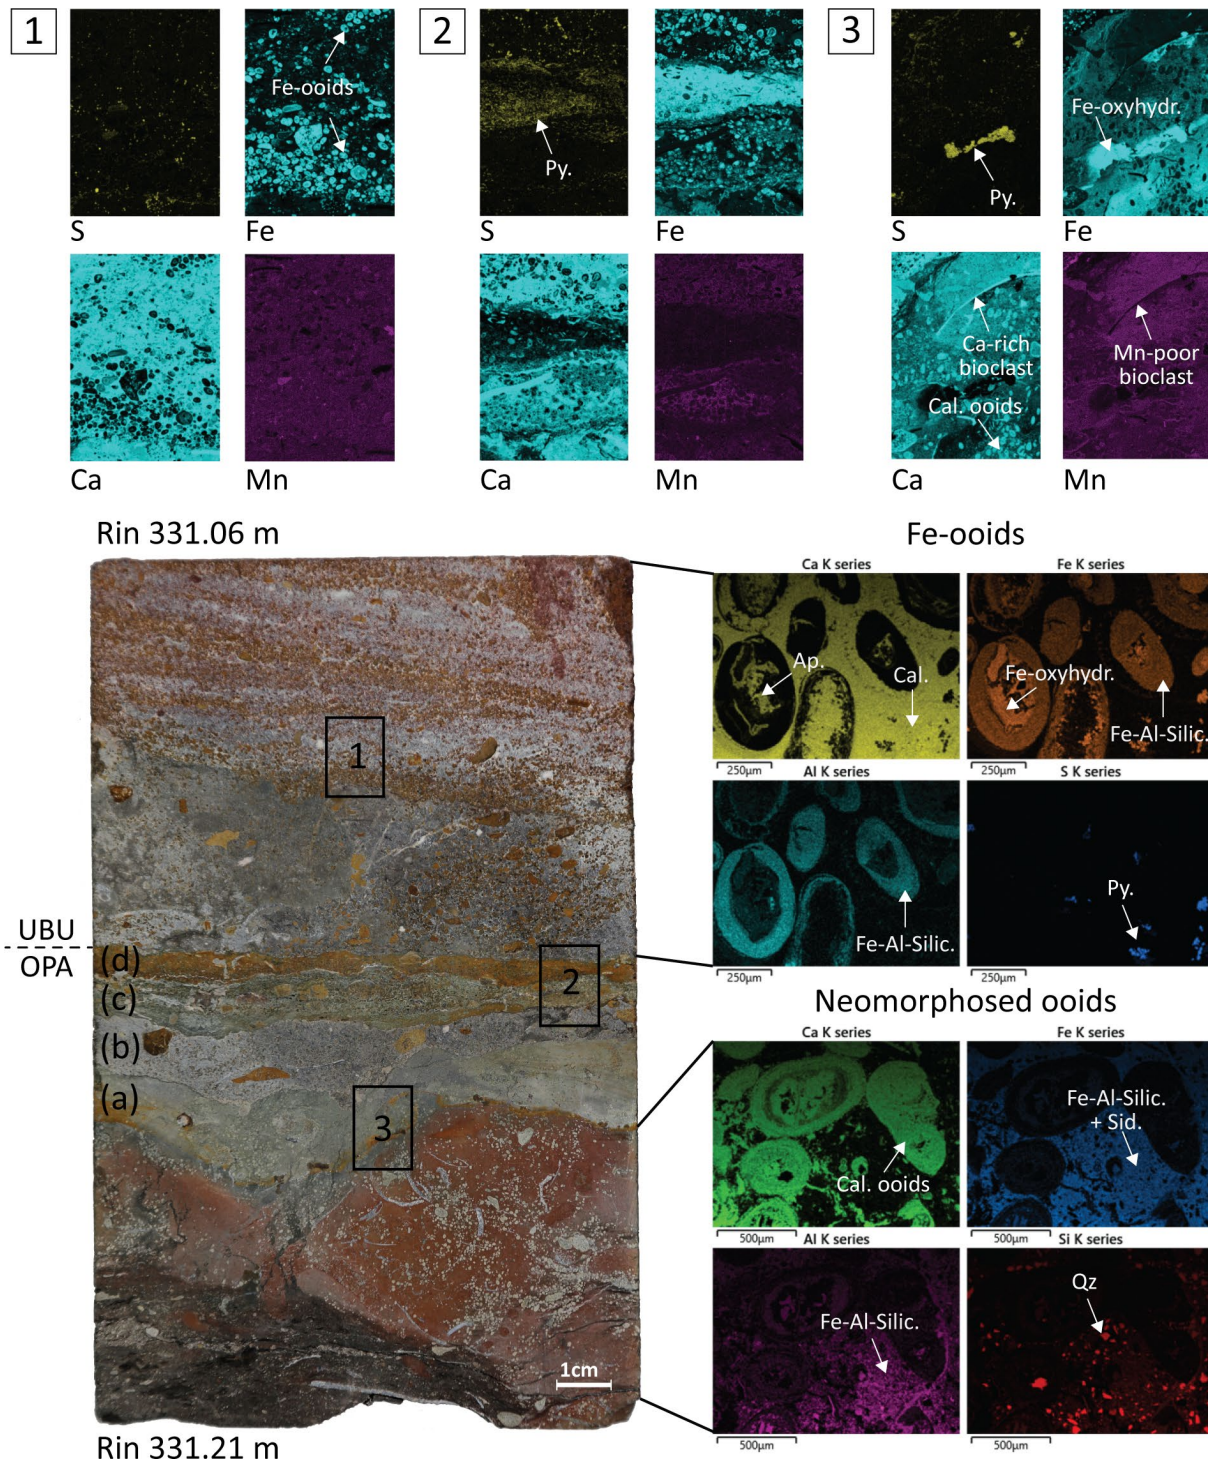 1
2
3
Fe-ooids
Py.
Fe-oxyhydr.
Py.
S
Fe
S
Fe
S
Fe
Ca-rich
bioclast
Mn-poor
bioclast
Cal. ooids
Ca
Mn
Ca
Mn
Ca
Mn
Rin 331.06 m
Fe-ooids
Ca K series
Fe K series
Ap.
Cal.
Fe-oxyhydr.
Fe-Al-Silic.
250µm
250µm
Al K series
S K series
Fe-Al-Silic.
Py.
250µm
250µm
1
UBU
OPA
(d)
(c)
(b)
(a)
2
3
Neomorphosed ooids
Ca K series
Fe K series
Cal. ooids
Fe-Al-Silic.
+ Sid.
500µm
500µm
Al K series
Si K series
Fe-Al-Silic.
Qz
500µm
500µm
1cm
Rin 331.21 m